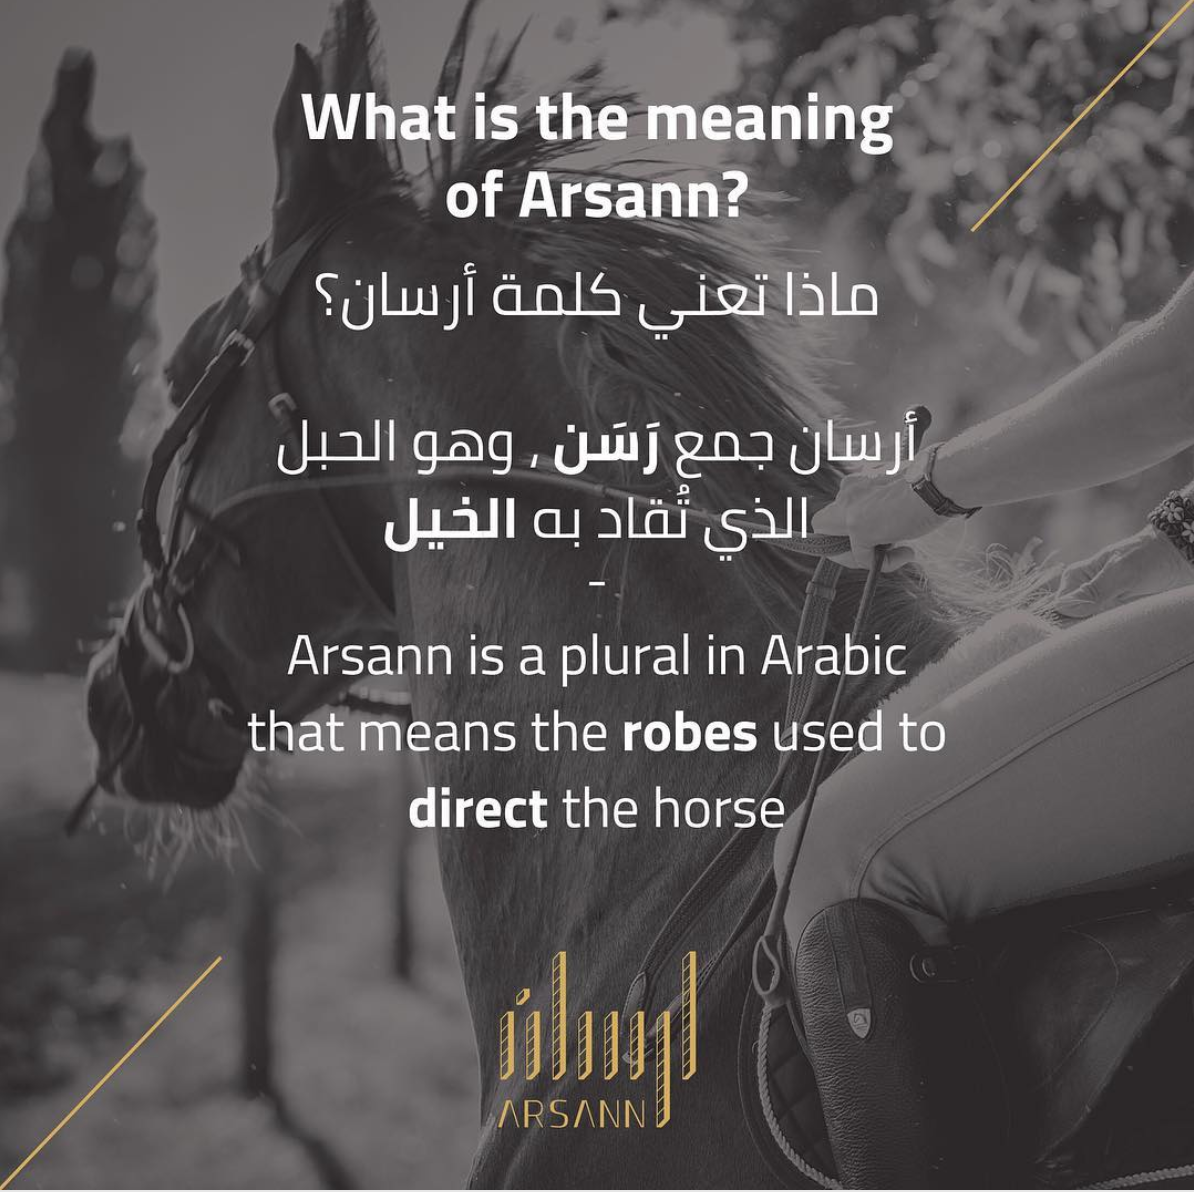 What is the meaning
of Arsann?
ماذا تعني كلمة أرسان؟
أرسان جمع رَسَن , وهو الحبل
الذي تُقاد به الخيل
-
Arsann is a plural in Arabic
that means the robes used to
direct the horse
ارسان
ARSANN